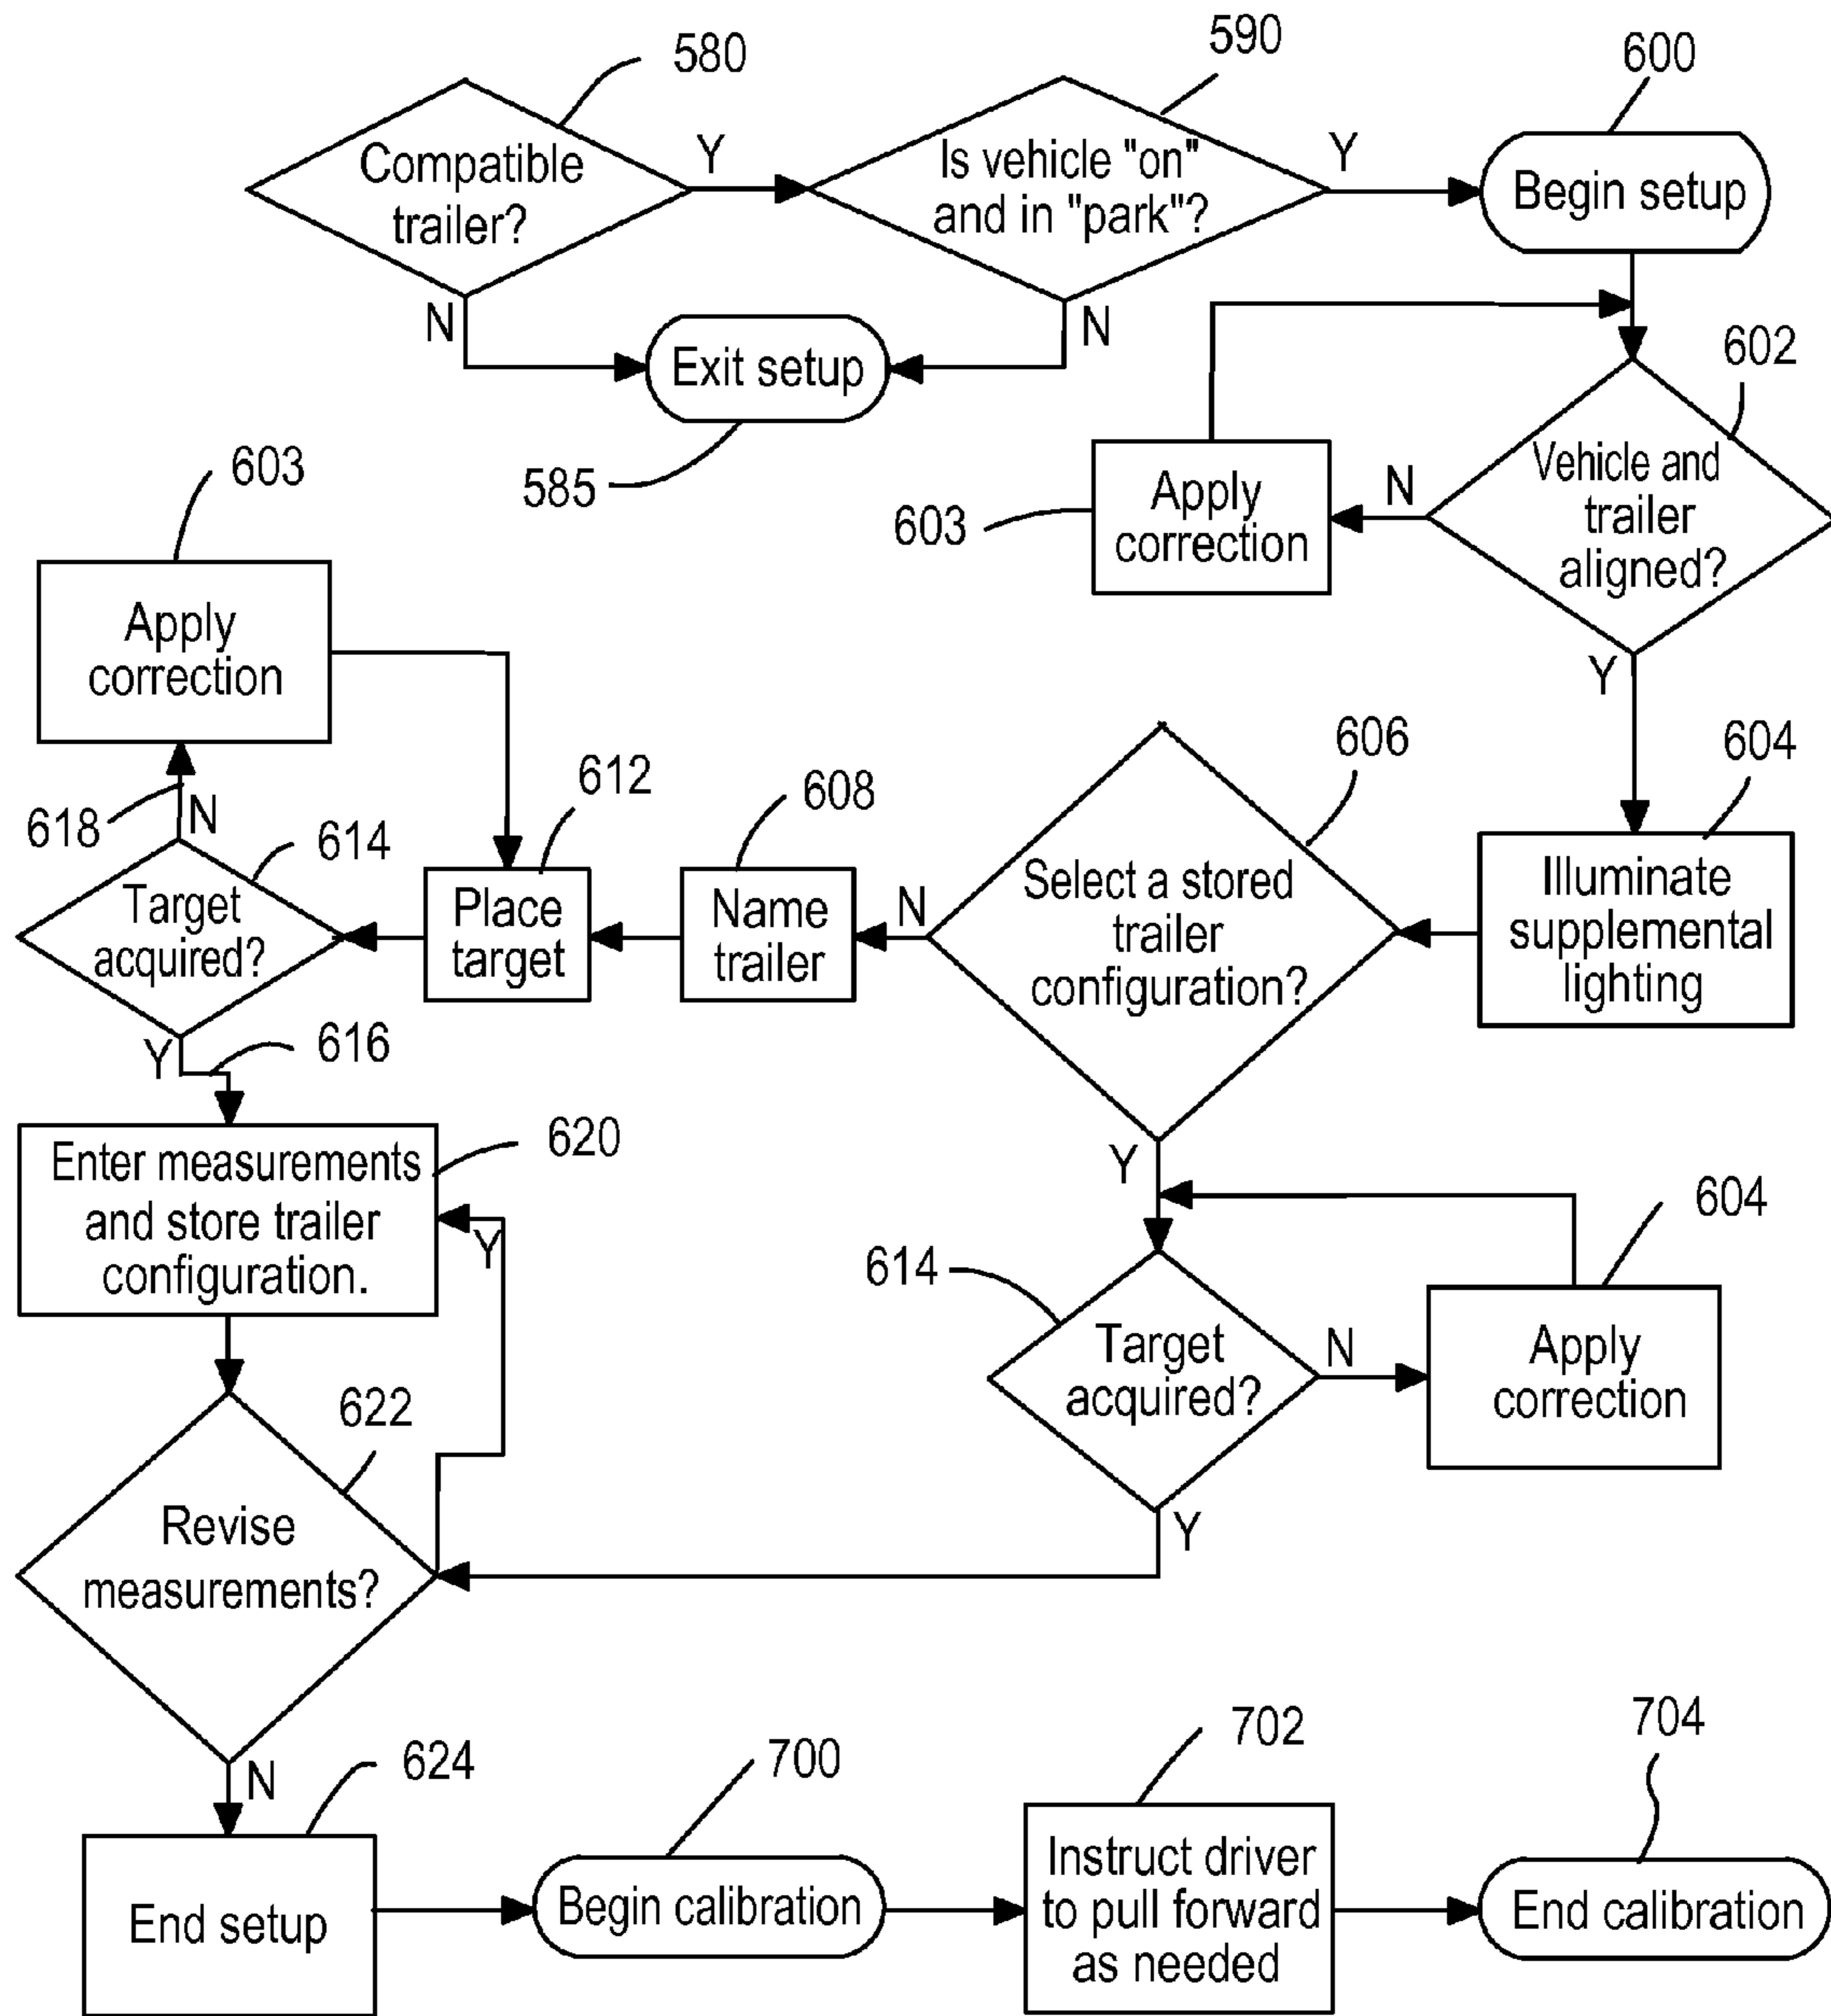 580
590
600
Compatible
trailer?
Y
Is vehicle "on"
and in "park"?
Y
Begin setup
N
Exit setup
N
585
602
Vehicle and
trailer
aligned?
N
Apply
correction
603
Y
603
Apply
correction
618
N
614
Target
acquired?
612
Place
target
608
Name
trailer
N
606
Select a stored
trailer
configuration?
604
Illuminate
supplemental
lighting
Y
616
Y
620
Enter measurements
and store trailer
configuration.
Y
614
Target
acquired?
N
604
Apply
correction
Y
622
Revise
measurements?
N
624
End setup
700
Begin calibration
702
Instruct driver
to pull forward
as needed
704
End calibration